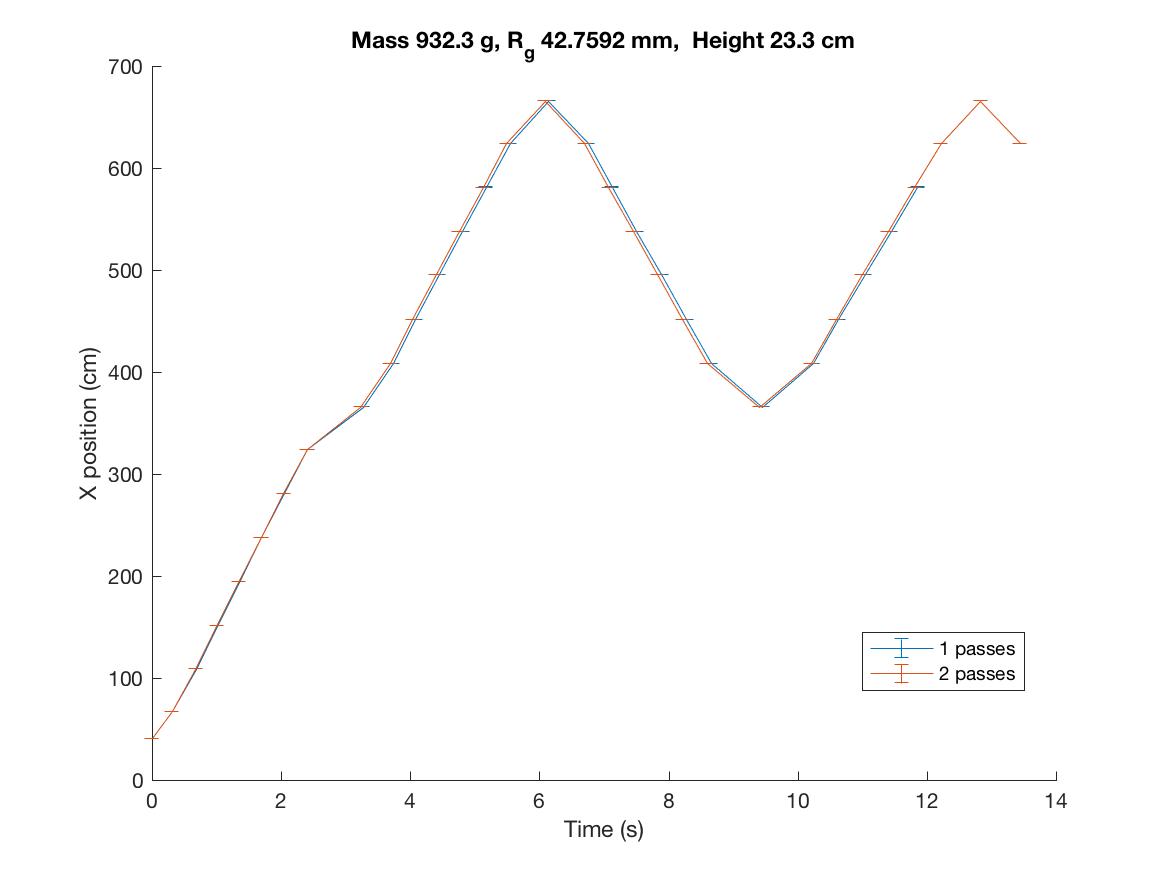 Mass 932.3 g, Rg 42.7592 mm,  Height 23.3 cm
700
600
500
400
300
200
100
0
X position (cm)
0 2 4 6 8 10 12 14
Time (s)
1 passes
2 passes